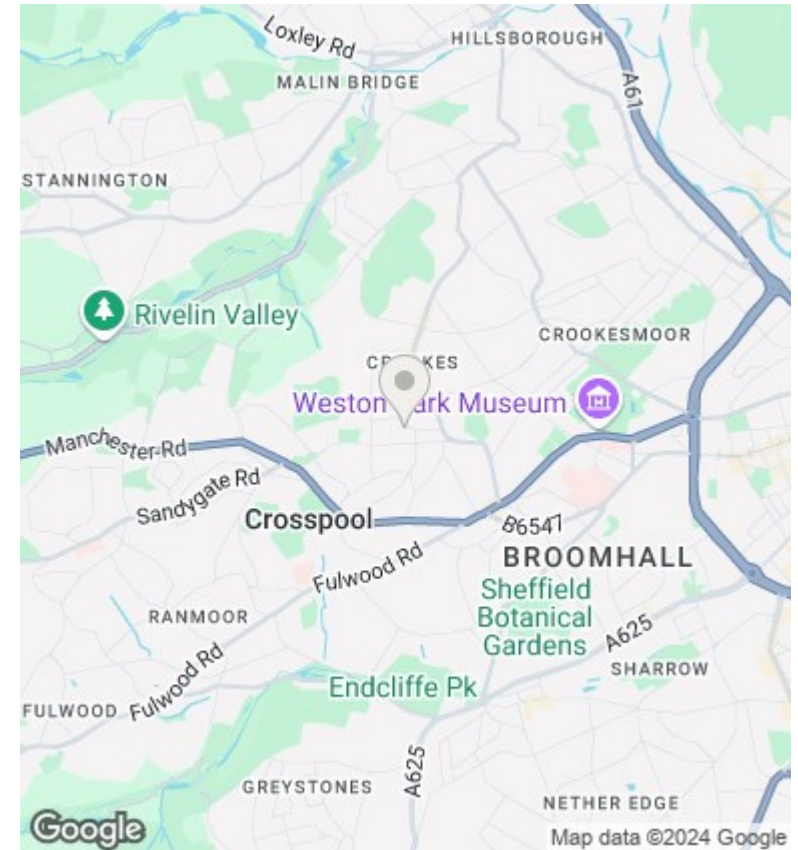 Loxley Rd
HILLSBOROUGH
MALIN BRIDGE
A61
STANNINGTON
Rivelin Valley
CROOKESMOOR
Weston Park Museum
Manchester Rd
Sandygate Rd
Crosspool
B6547
BROOMHALL
Fulwood Rd
Sheffield
Botanical
Gardens
RANMOOR
A625
SHARROW
Fulwood Rd
Endcliffe Pk
FULWOOD
A625
GREYSTONES
NETHER EDGE
Google
Map data ©2024 Google